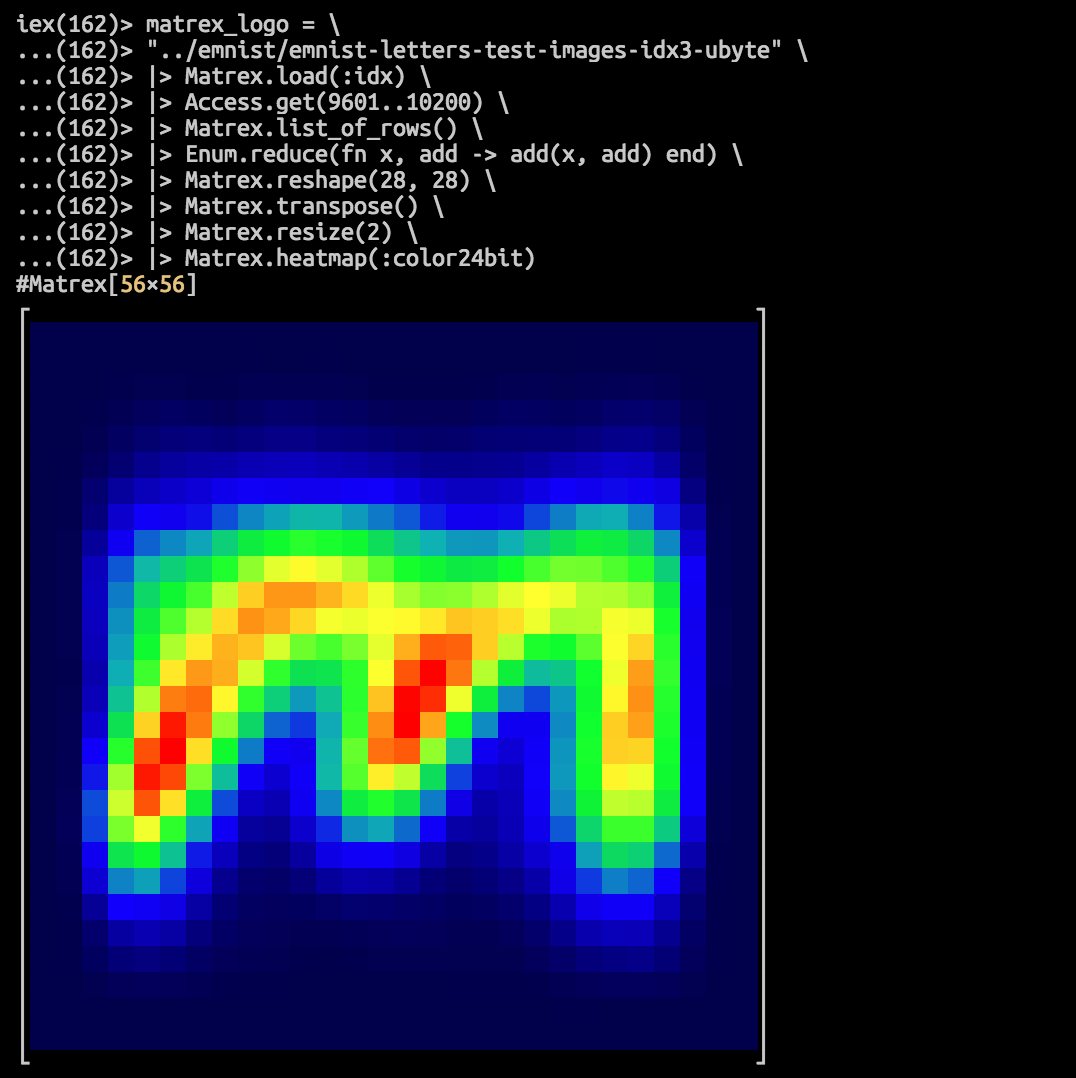 iex(162)> matrex_logo = \
...(162)> "../emnist/emnist-letters-test-images-idx3-ubyte" \
...(162)> |> Matrex.load(:idx) \
...(162)> |> Access.get(9601..10200) \
...(162)> |> Matrex.list_of_rows() \
...(162)> |> Enum.reduce(fn x, add -> add(x, add) end) \
...(162)> |> Matrex.reshape(28, 28) \
...(162)> |> Matrex.transpose() \
...(162)> |> Matrex.resize(2) \
...(162)> |> Matrex.heatmap(:color24bit)
#Matrex[56×56]